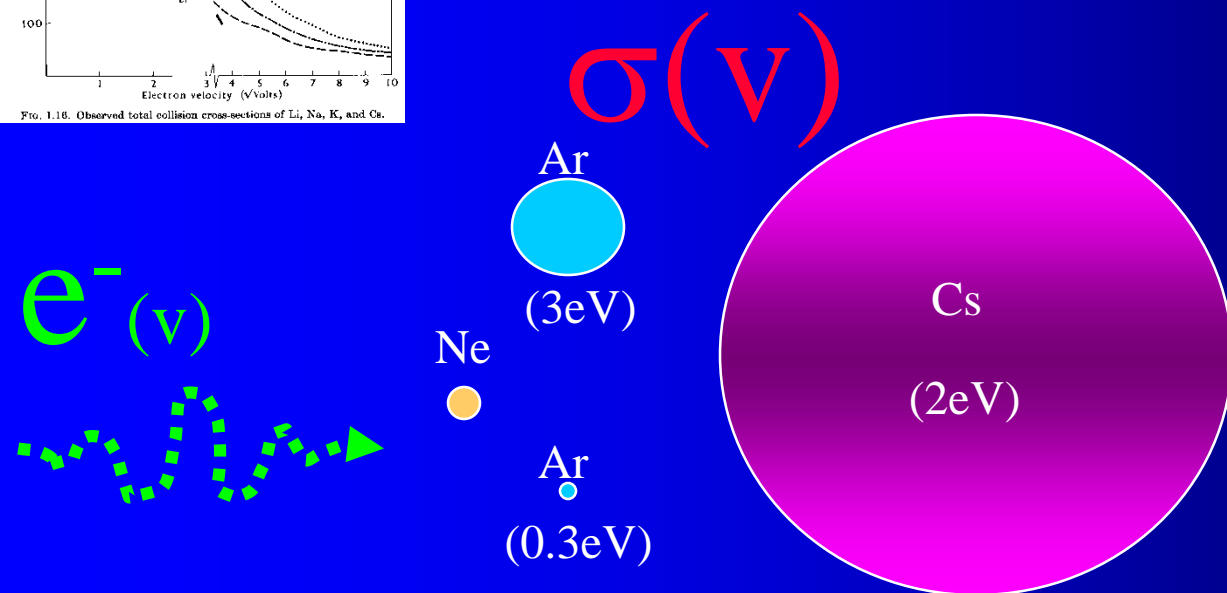 100
1 2 3 4 5 6 7 8 9 10
Electron velocity (√Volts)
FIG. 1.16. Observed total collision cross-sections of Li, Na, K, and Cs.
σ(v)
Ar
(3eV)
e⁻(v)
Ne
Cs
(2eV)
Ar
(0.3eV)